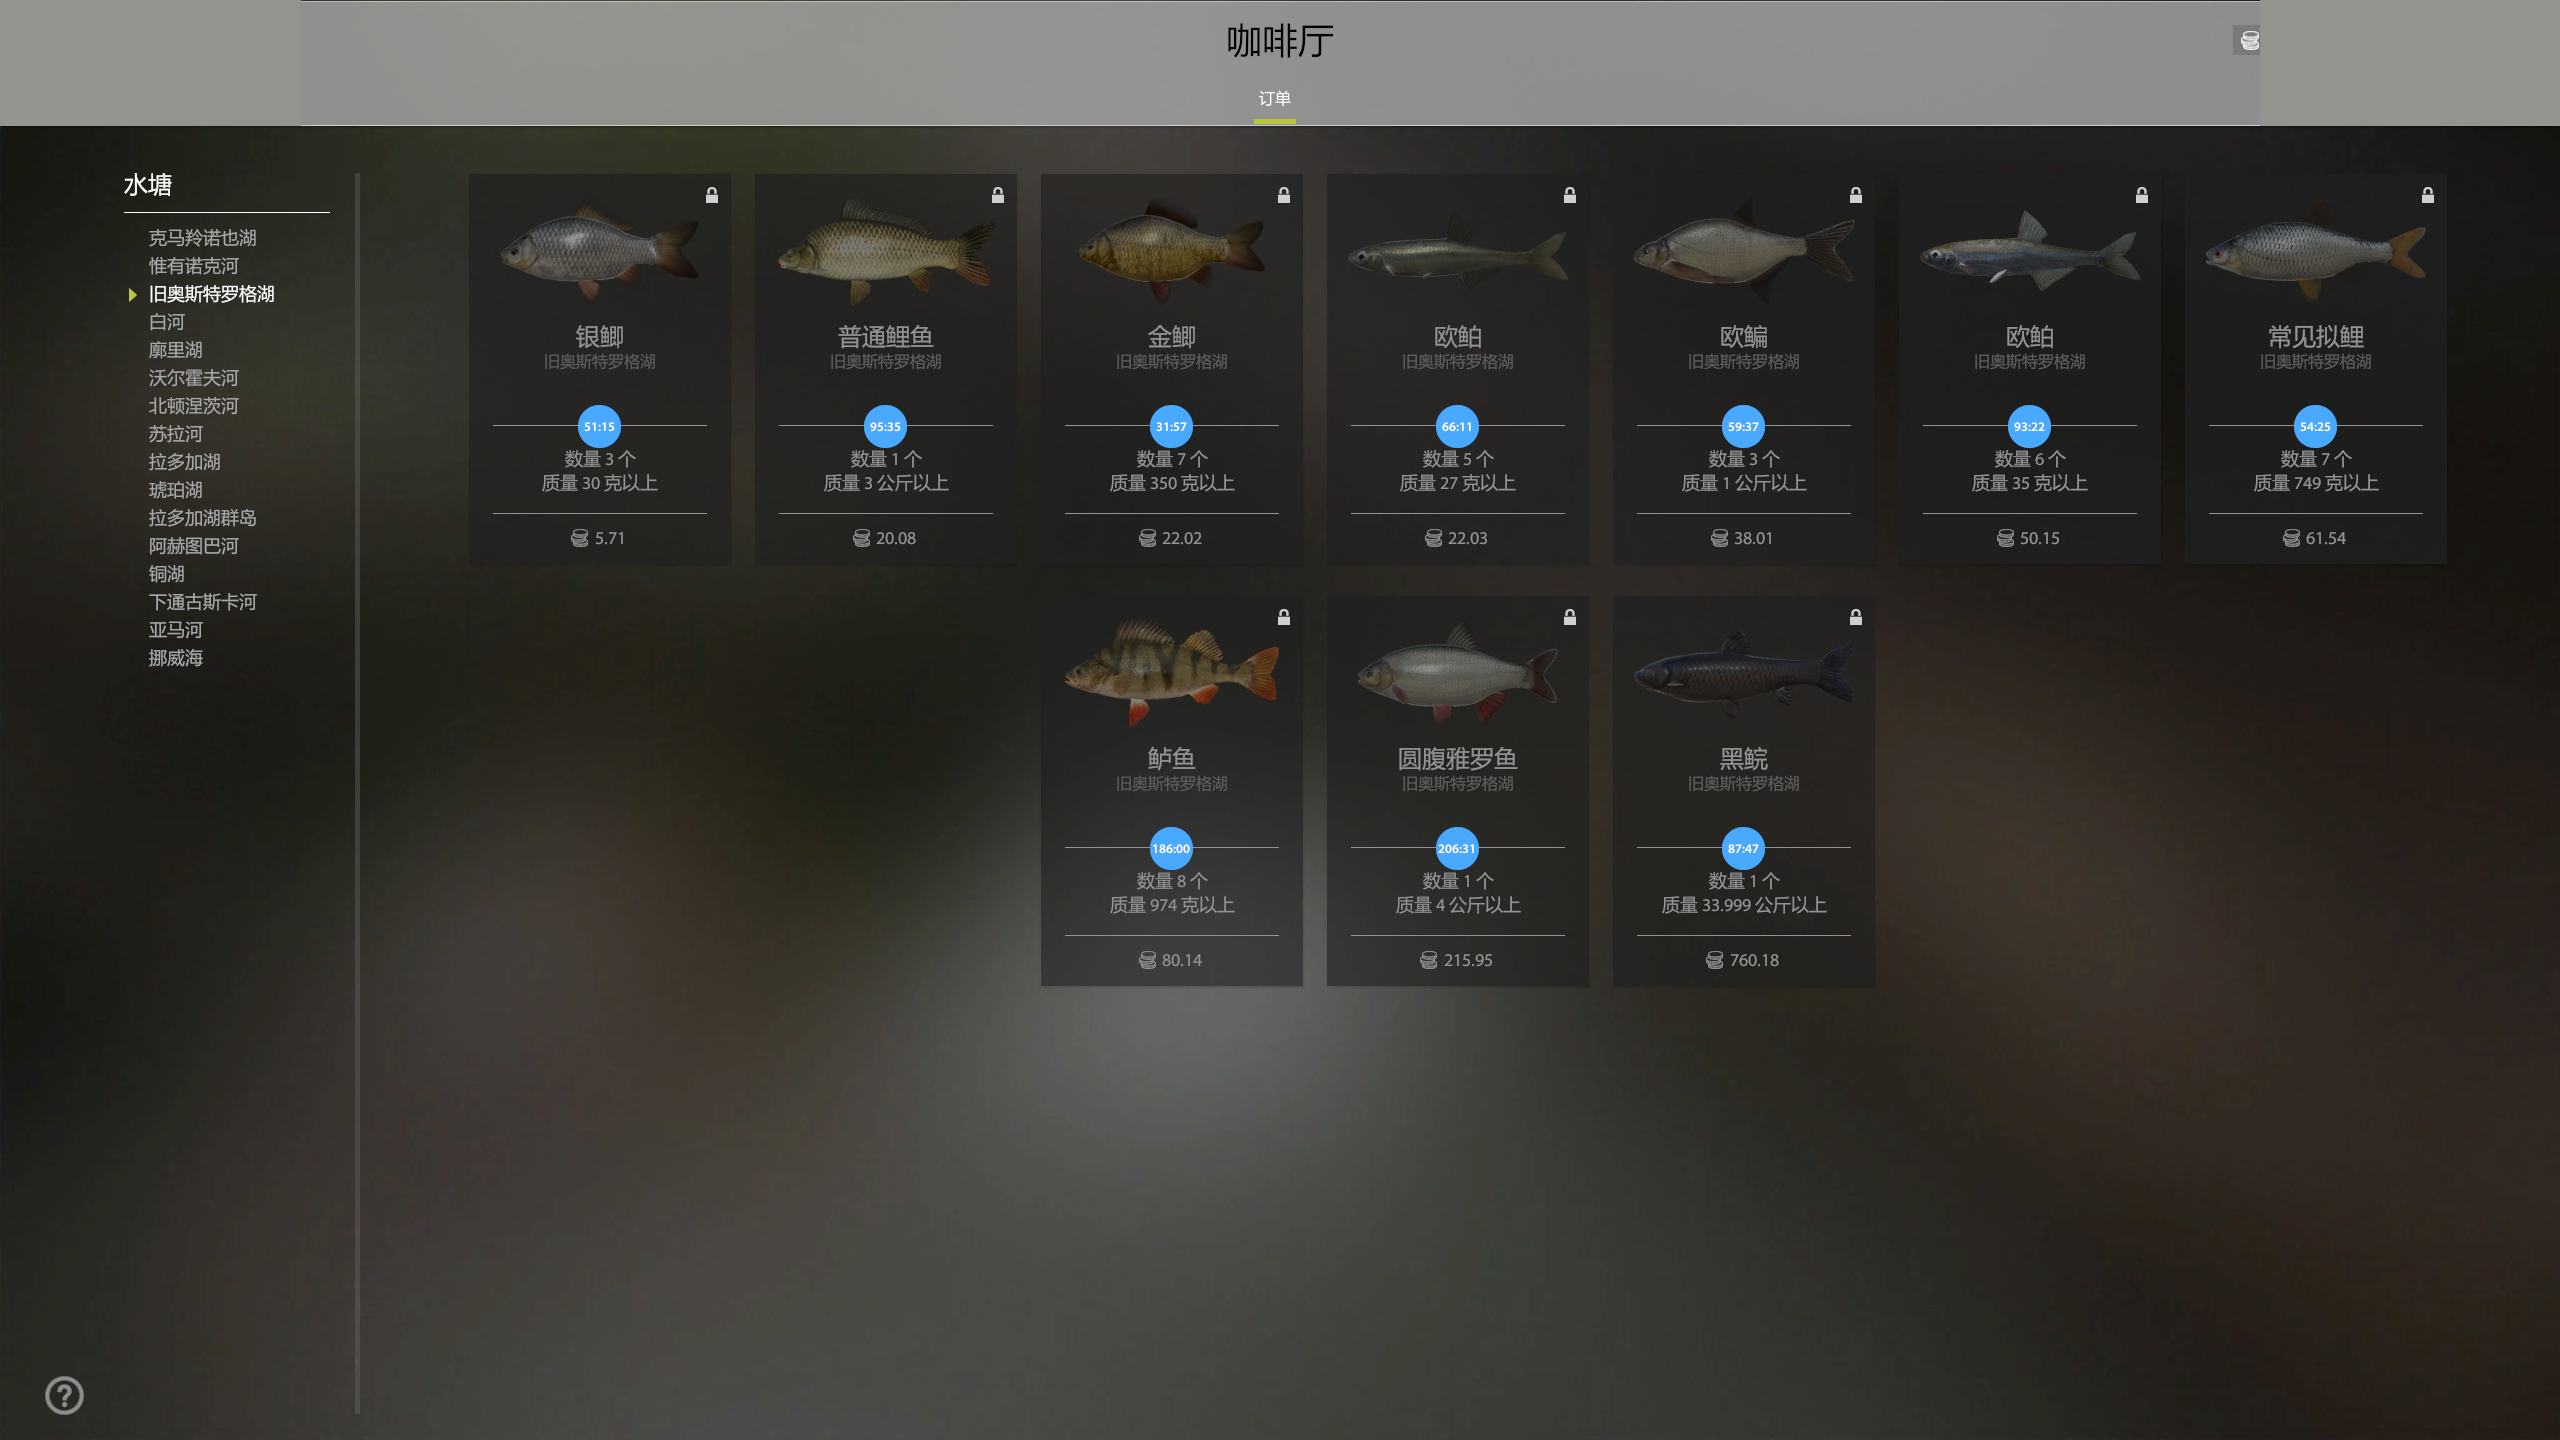 咖啡厅
订单
水塘
克马羚诺也湖
惟有诺克河
旧奥斯特罗格湖
白河
廓里湖
沃尔霍夫河
北顿涅茨河
苏拉河
拉多加湖
琥珀湖
拉多加湖群岛
阿赫图巴河
铜湖
下通古斯卡河
亚马河
挪威海
银鲫
旧奥斯特罗格湖
51:15
数量 3 个
质量 30 克以上
5.71
普通鲤鱼
旧奥斯特罗格湖
95:35
数量 1 个
质量 3 公斤以上
20.08
金鲫
旧奥斯特罗格湖
31:57
数量 7 个
质量 350 克以上
22.02
欧鲌
旧奥斯特罗格湖
66:11
数量 5 个
质量 27 克以上
22.03
欧鳊
旧奥斯特罗格湖
59:37
数量 3 个
质量 1 公斤以上
38.01
欧鲌
旧奥斯特罗格湖
93:22
数量 6 个
质量 35 克以上
50.15
常见拟鲤
旧奥斯特罗格湖
54:25
数量 7 个
质量 749 克以上
61.54
鲈鱼
旧奥斯特罗格湖
186:00
数量 8 个
质量 974 克以上
80.14
圆腹雅罗鱼
旧奥斯特罗格湖
206:31
数量 1 个
质量 4 公斤以上
215.95
黑鲩
旧奥斯特罗格湖
87:47
数量 1 个
质量 33.999 公斤以上
760.18
?